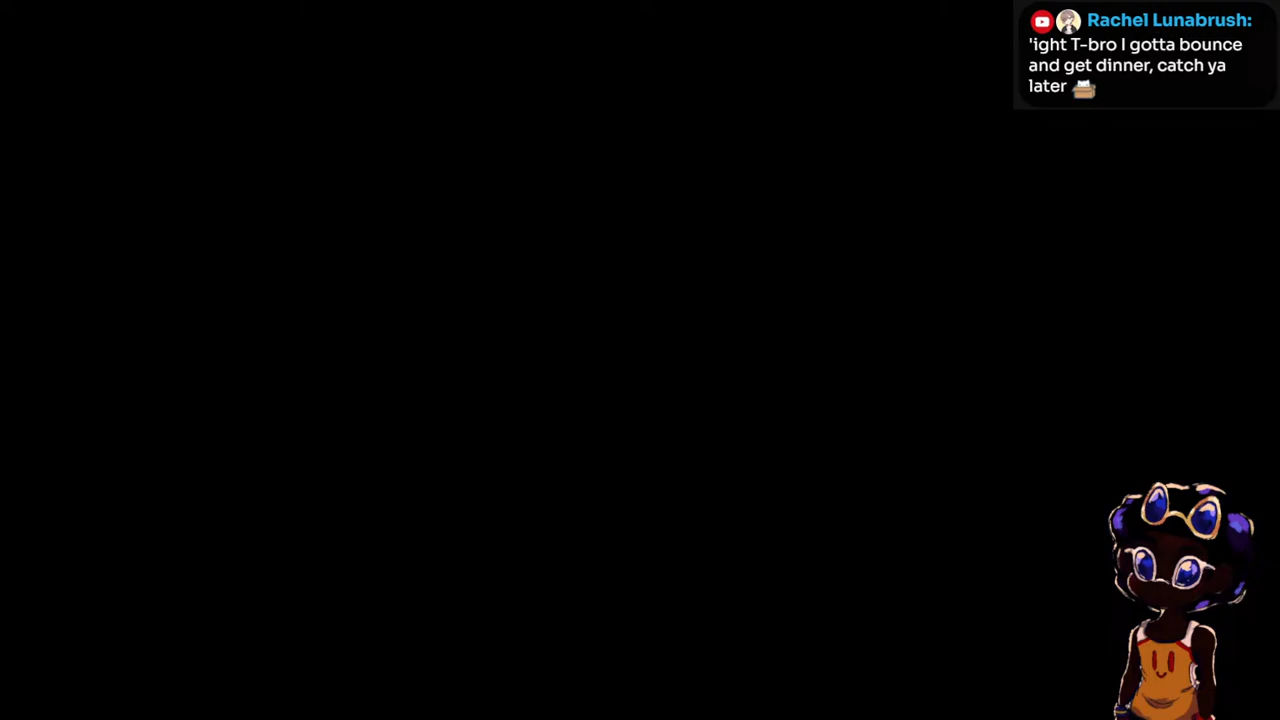 Rachel Lunabrush:
'ight T-bro I gotta bounce
and get dinner, catch ya
later